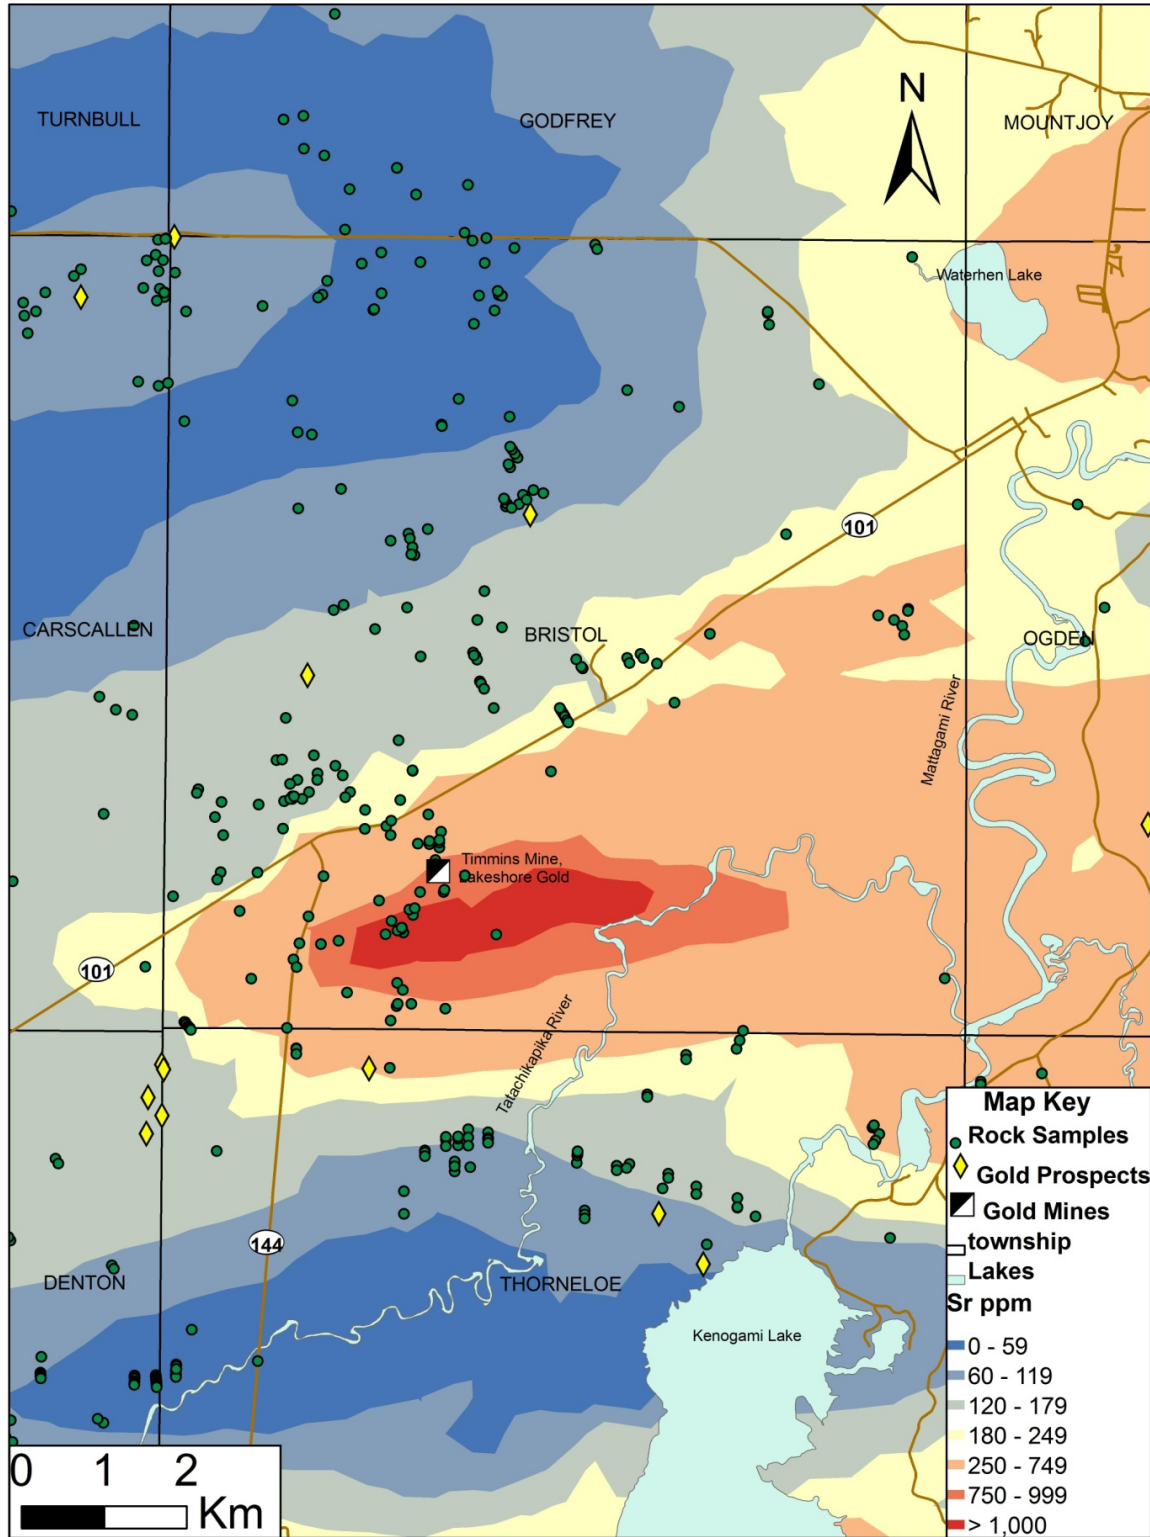 N
TURNBULL
GODFREY
MOUNTJOY
Waterhen Lake
101
CARSCALLEN
BRISTOL
OGDEN
Mattagami River
Timmins Mine,
Lakeshore Gold
101
Tatachikapika River
144
DENTON
THORNELOE
Kenogami Lake
Map Key
Rock Samples
Gold Prospects
Gold Mines
township
Lakes
Sr ppm
0 - 59
60 - 119
120 - 179
180 - 249
250 - 749
750 - 999
> 1,000
0 1 2
Km